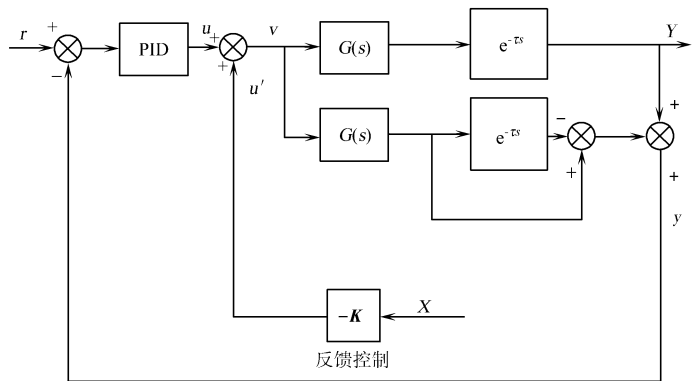 r
+
−
PID
u
+
+
u′
v
G(s)
e^{-τs}
Y
G(s)
e^{-τs}
−
+
+
+
y
−K
X
反馈控制